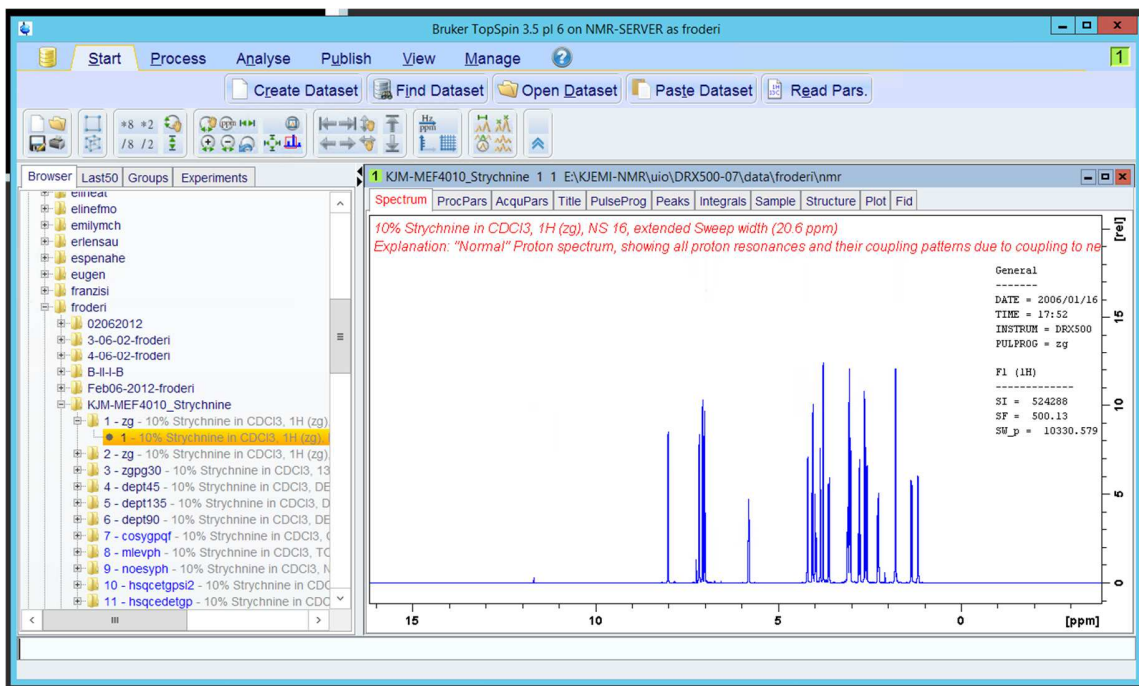 Bruker TopSpin 3.5 pl 6 on NMR-SERVER as froderi
Start Process Analyse Publish View Manage
1
Create Dataset Find Dataset Open Dataset Paste Dataset Read Pars.
*8 *2 ppm Hz ppm
/8 /2
Browser Last50 Groups Experiments
1 KJM-MEF4010_Strychnine 1 1 E:\KJEMI-NMR\uio\DRX500-07\data\froderi\nmr
Spectrum ProcPars AcquPars Title PulseProg Peaks Integrals Sample Structure Plot Fid
elineat
elinefmo
emilymch
erlensau
espenahe
eugen
franzisi
froderi
02062012
3-06-02-froderi
4-06-02-froderi
B-II-I-B
Feb06-2012-froderi
KJM-MEF4010_Strychnine
1 - zg - 10% Strychnine in CDCl3, 1H (zg),
1 - 10% Strychnine in CDCl3, 1H (zg),
2 - zg - 10% Strychnine in CDCl3, 1H (zg)
3 - zgpg30 - 10% Strychnine in CDCl3, 13
4 - dept45 - 10% Strychnine in CDCl3, DE
5 - dept135 - 10% Strychnine in CDCl3, D
6 - dept90 - 10% Strychnine in CDCl3, DE
7 - cosygpqf - 10% Strychnine in CDCl3,
8 - mlevph - 10% Strychnine in CDCl3, TC
9 - noesyph - 10% Strychnine in CDCl3, N
10 - hsqcetgpsi2 - 10% Strychnine in CDC
11 - hsqcedetgp - 10% Strychnine in CDC
10% Strychnine in CDCl3, 1H (zg), NS 16, extended Sweep width (20.6 ppm)
Explanation: "Normal" Proton spectrum, showing all proton resonances and their coupling patterns due to coupling to ne
General
-------
DATE = 2006/01/16
TIME = 17:52
INSTRUM = DRX500
PULPROG = zg
F1 (1H)
-------------
SI = 524288
SF = 500.13
SW_p = 10330.579
[rel]
15
10
5
0
15 10 5 0 [ppm]